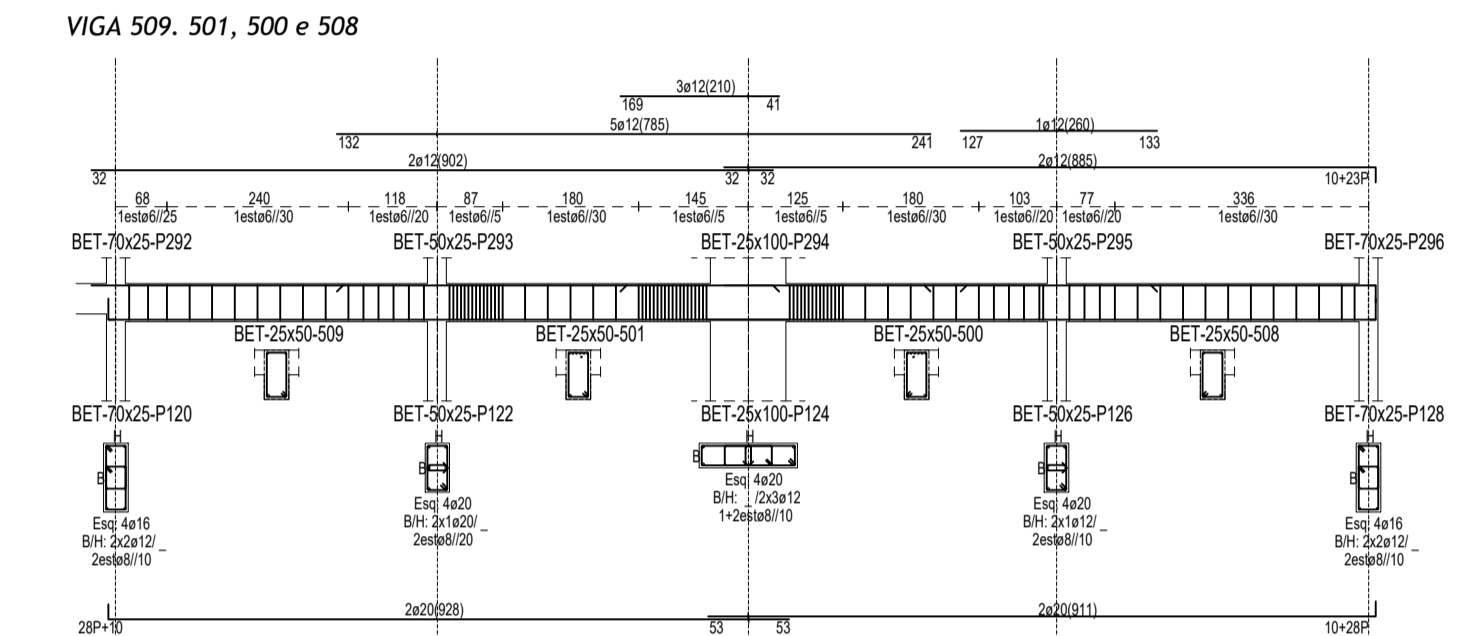 VIGA 509. 501, 500 e 508
3ø12(210)
169 41
5ø12(785) 1ø12(260)
132 241 127 133
2ø12(902) 2ø12(885)
32 32 32 10+23P
68 240 118 87 180 145 125 180 103 77 336
1estø6//25 1estø6//30 1estø6//20 1estø6//5 1estø6//30 1estø6//5 1estø6//5 1estø6//30 1estø6//20 1estø6//20 1estø6//30
BET-70x25-P292 BET-50x25-P293 BET-25x100-P294 BET-50x25-P295 BET-70x25-P296
BET-25x50-509 BET-25x50-501 BET-25x50-500 BET-25x50-508
BET-70x25-P120 BET-50x25-P122 BET-25x100-P124 BET-50x25-P126 BET-70x25-P128
H H H H H
B B B B B
Esq: 4ø16 Esq: 4ø20 Esq: 4ø20 Esq: 4ø20 Esq: 4ø16
B/H: 2x2ø12/ _ B/H: 2x1ø20/ _ B/H: _ /2x3ø12 B/H: 2x1ø12/ _ B/H: 2x2ø12/ _
2estø8//10 2estø8//20 1+2estø8//10 2estø8//10 2estø8//10
2ø20(928) 2ø20(911)
28P+10 53 53 10+28P